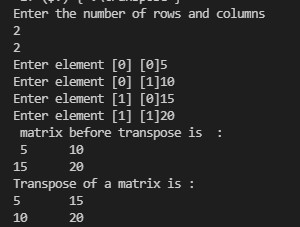 Enter the number of rows and columns
2
2
Enter element [0] [0]5
Enter element [0] [1]10
Enter element [1] [0]15
Enter element [1] [1]20
 matrix before transpose is  :
 5     10
15     20
Transpose of a matrix is :
5      15
10     20